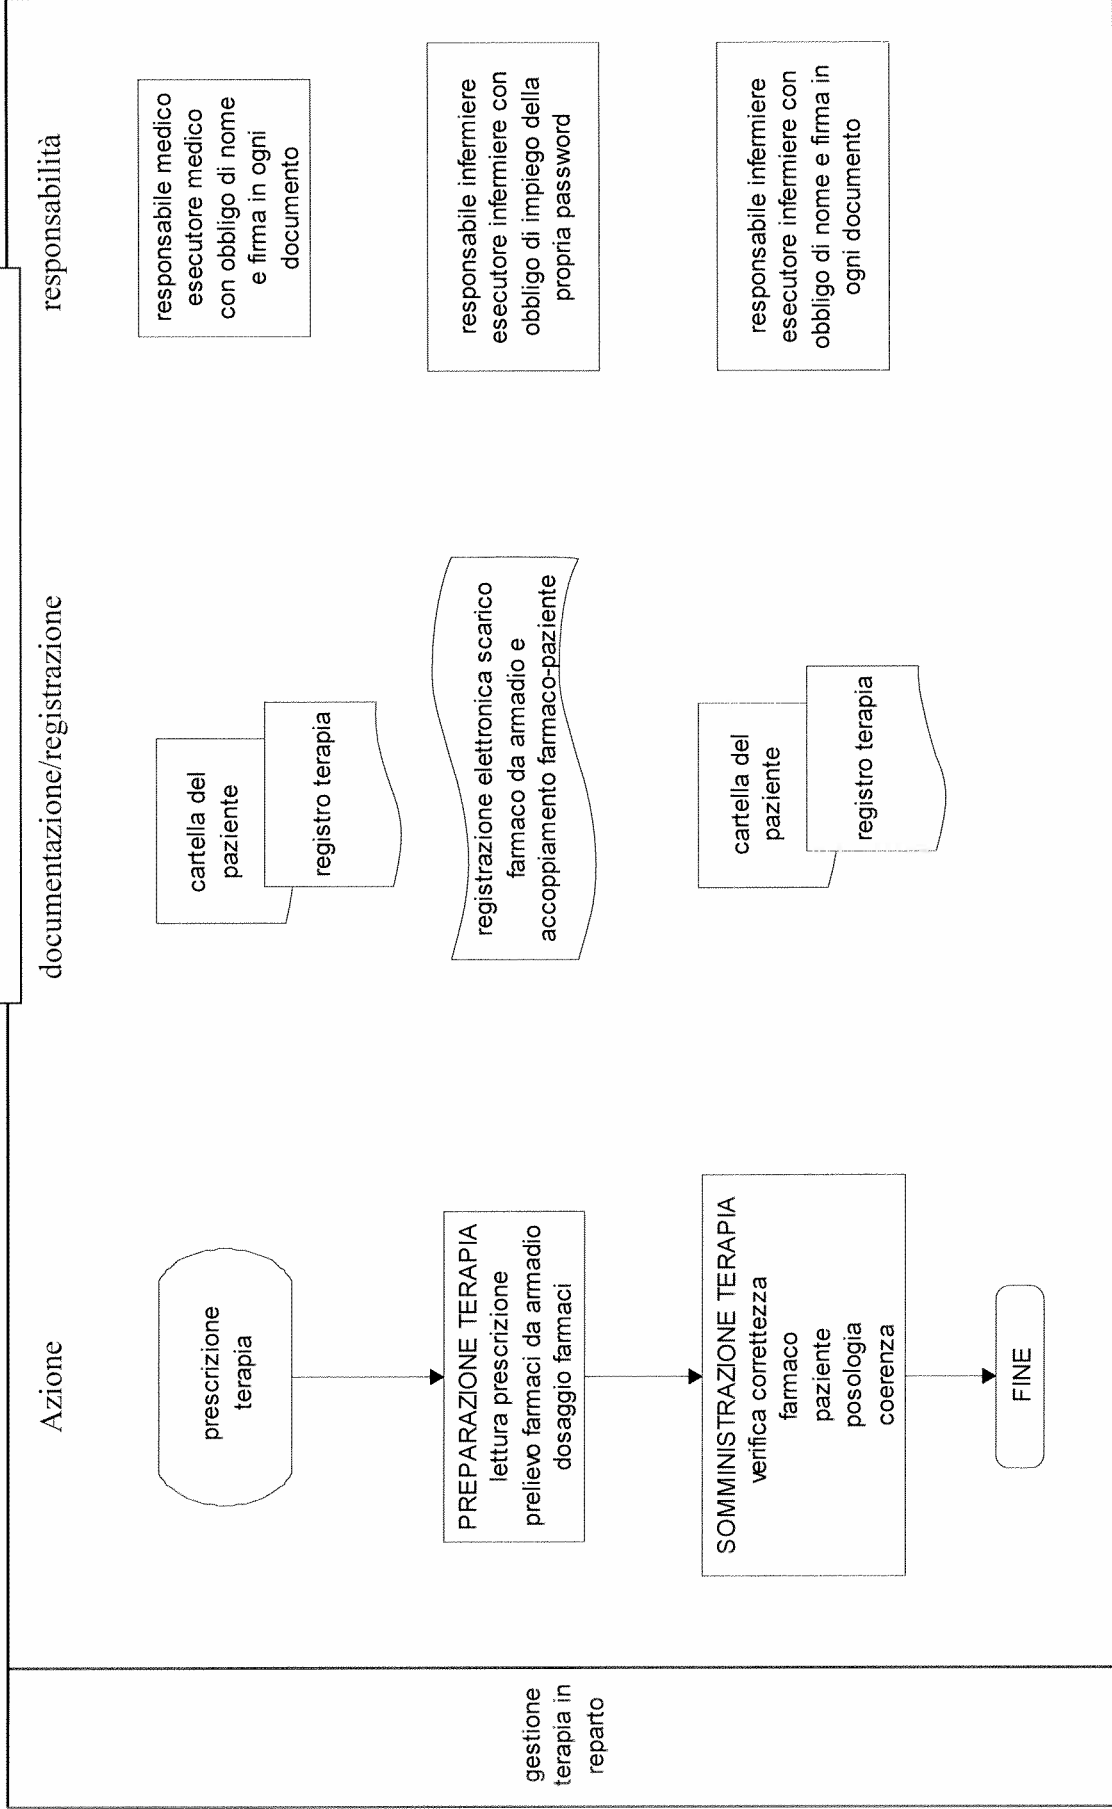 gestione
terapia in
reparto
Azione
documentazione/registrazione
responsabilità
prescrizione
terapia
cartella del
paziente
registro terapia
responsabile medico
esecutore medico
con obbligo di nome
e firma in ogni
documento
PREPARAZIONE TERAPIA
lettura prescrizione
prelievo farmaci da armadio
dosaggio farmaci
registrazione elettronica scarico
farmaco da armadio e
accoppiamento farmaco-paziente
responsabile infermiere
esecutore infermiere con
obbligo di impiego della
propria password
SOMMINISTRAZIONE TERAPIA
verifica correttezza
farmaco
paziente
posologia
coerenza
cartella del
paziente
registro terapia
responsabile infermiere
esecutore infermiere con
obbligo di nome e firma in
ogni documento
FINE